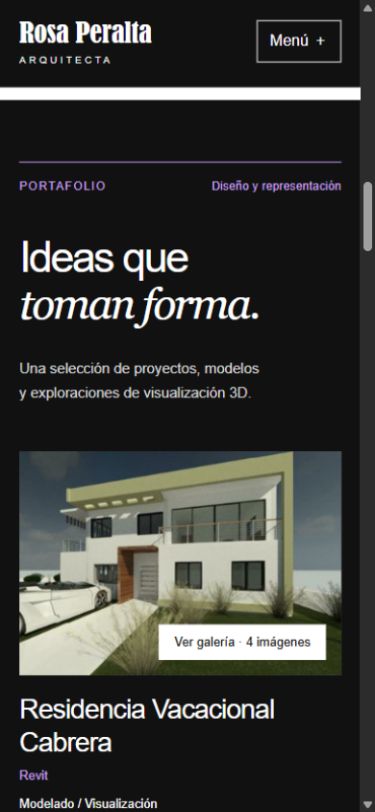 Rosa Peralta
ARQUITECTA
Menú +
PORTAFOLIO
Diseño y representación
Ideas que
toman forma.
Una selección de proyectos, modelos
y exploraciones de visualización 3D.
Ver galería · 4 imágenes
Residencia Vacacional
Cabrera
Revit
Modelado / Visualización